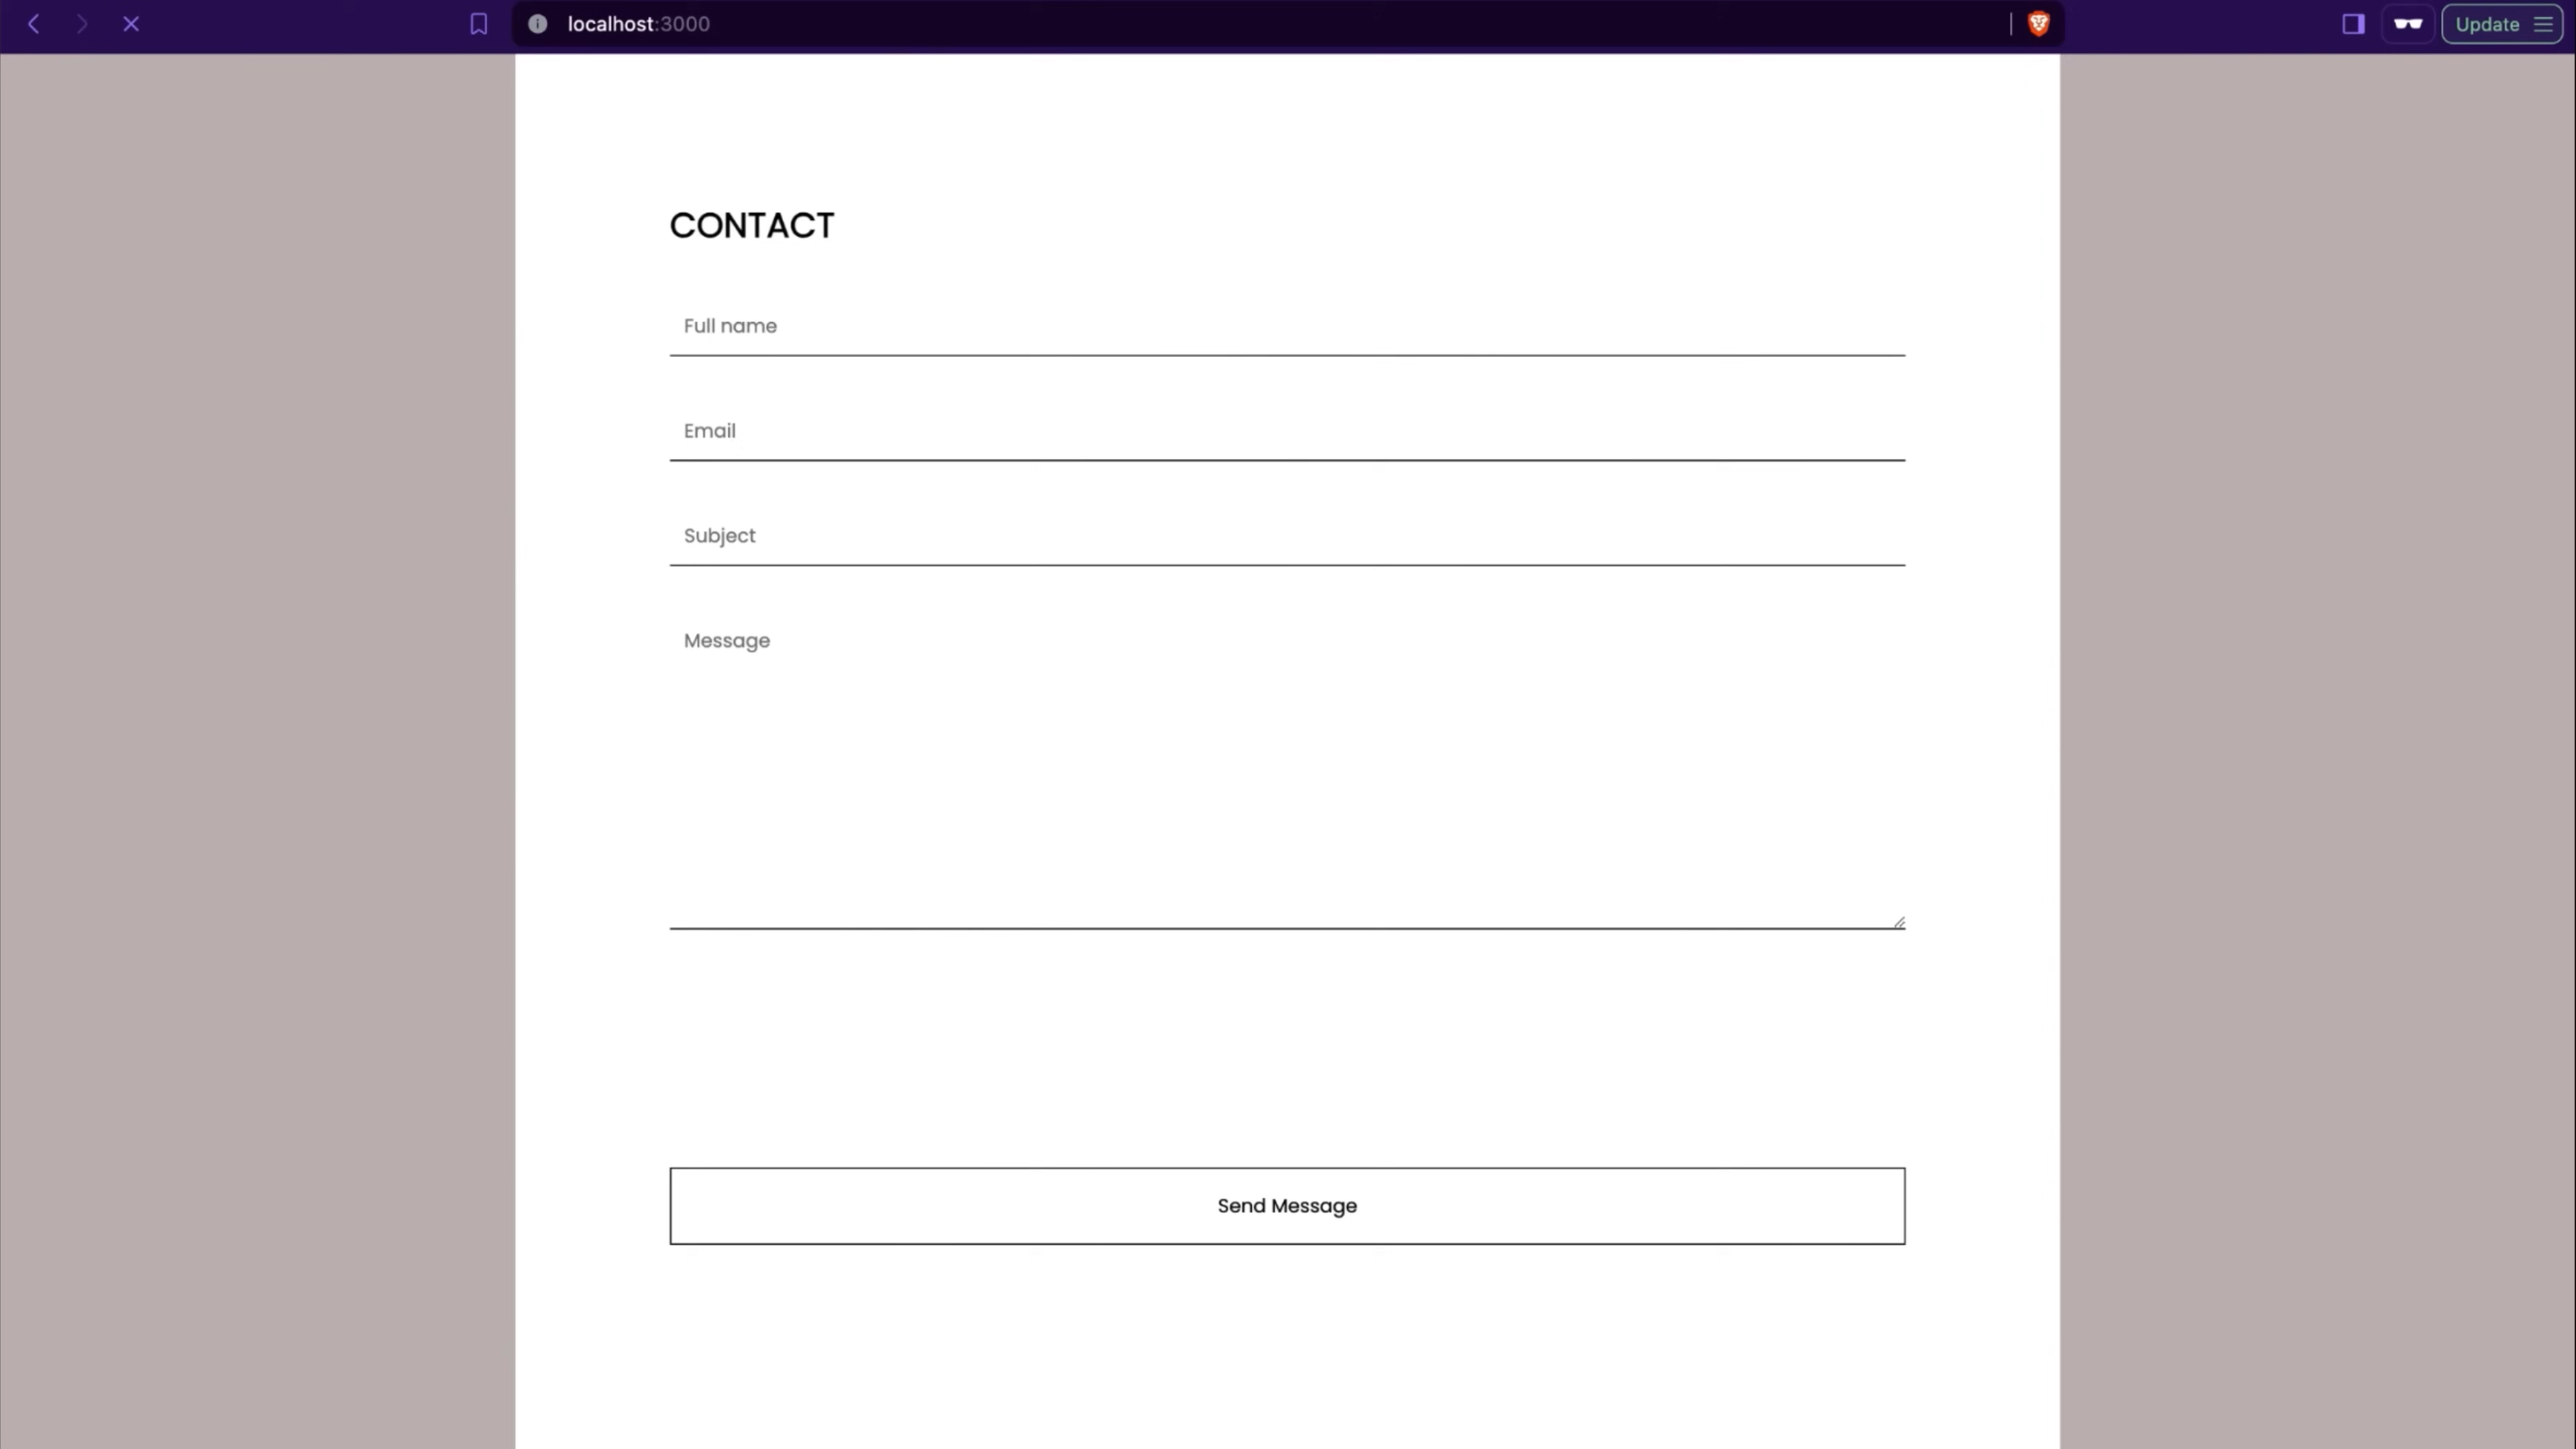 localhost:3000
Update
CONTACT
Full name
Email
Subject
Message
Send Message